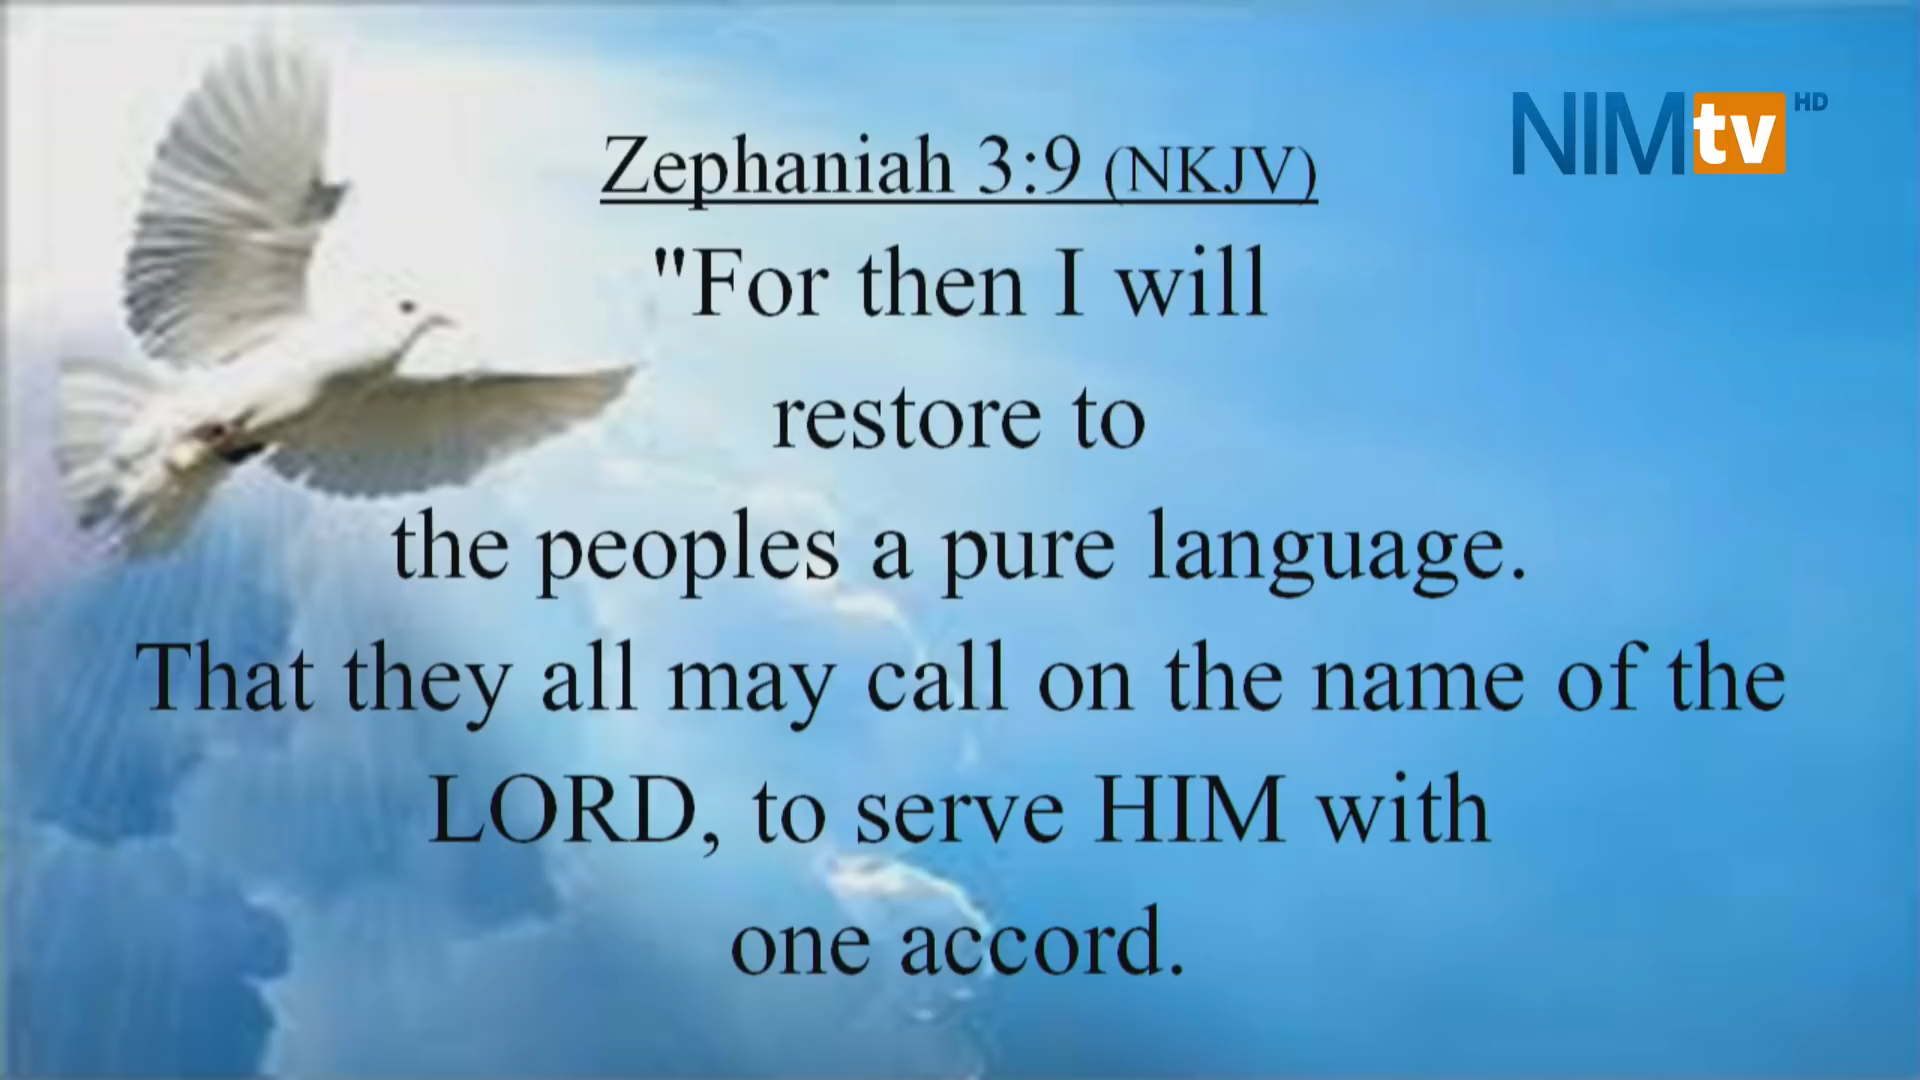 NIMtv HD
Zephaniah 3:9 (NKJV)
"For then I will
restore to
the peoples a pure language.
That they all may call on the name of the
LORD, to serve HIM with
one accord.